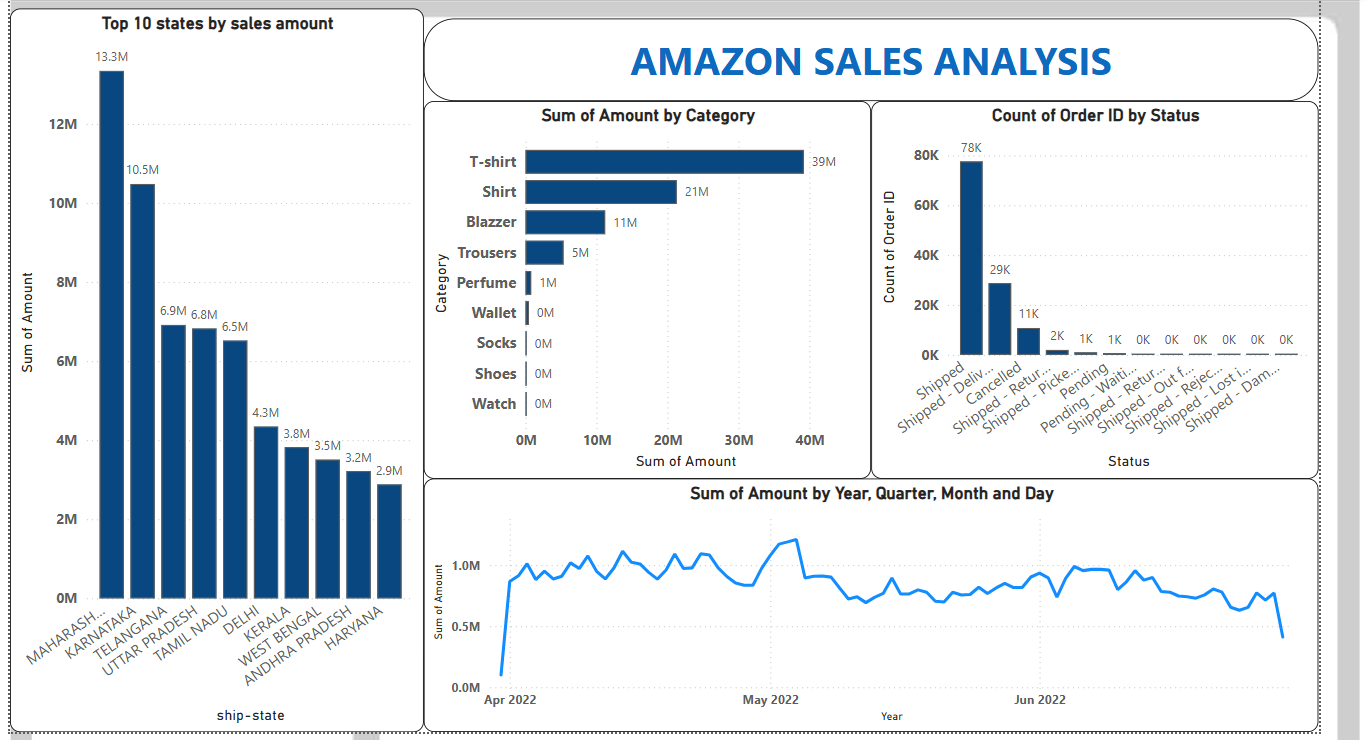 Top 10 states by sales amount
Sum of Amount
12M
10M
8M
6M
4M
2M
0M
13.3M
10.5M
6.9M
6.8M
6.5M
4.3M
3.8M
3.5M
3.2M
2.9M
MAHARASH...
KARNATAKA
TELANGANA
UTTAR PRADESH
TAMIL NADU
DELHI
KERALA
WEST BENGAL
ANDHRA PRADESH
HARYANA
ship-state
AMAZON SALES ANALYSIS
Sum of Amount by Category
Category
T-shirt 39M
Shirt 21M
Blazzer 11M
Trousers 5M
Perfume 1M
Wallet 0M
Socks 0M
Shoes 0M
Watch 0M
0M 10M 20M 30M 40M
Sum of Amount
Count of Order ID by Status
Count of Order ID
80K
60K
40K
20K
0K
78K
29K
11K
2K
1K
1K
0K
0K
0K
0K
0K
0K
Shipped
Shipped - Deliv...
Cancelled
Shipped - Retur...
Shipped - Picke...
Pending
Pending - Waiti...
Shipped - Retur...
Shipped - Out f...
Shipped - Rejec...
Shipped - Lost i...
Shipped - Dam...
Status
Sum of Amount by Year, Quarter, Month and Day
Sum of Amount
1.0M
0.5M
0.0M
Apr 2022 May 2022 Jun 2022
Year